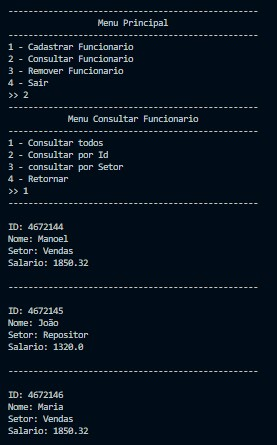 --------------------------------------------------
Menu Principal
--------------------------------------------------
1 - Cadastrar Funcionario
2 - Consultar Funcionario
3 - Remover Funcionario
4 - Sair
>> 2
--------------------------------------------------
Menu Consultar Funcionario
--------------------------------------------------
1 - Consultar todos
2 - Consultar por Id
3 - consultar por Setor
4 - Retornar
>> 1
--------------------------------------------------
ID: 4672144
Nome: Manoel
Setor: Vendas
Salario: 1850.32
--------------------------------------------------
ID: 4672145
Nome: João
Setor: Repositor
Salario: 1320.0
--------------------------------------------------
ID: 4672146
Nome: Maria
Setor: Vendas
Salario: 1850.32